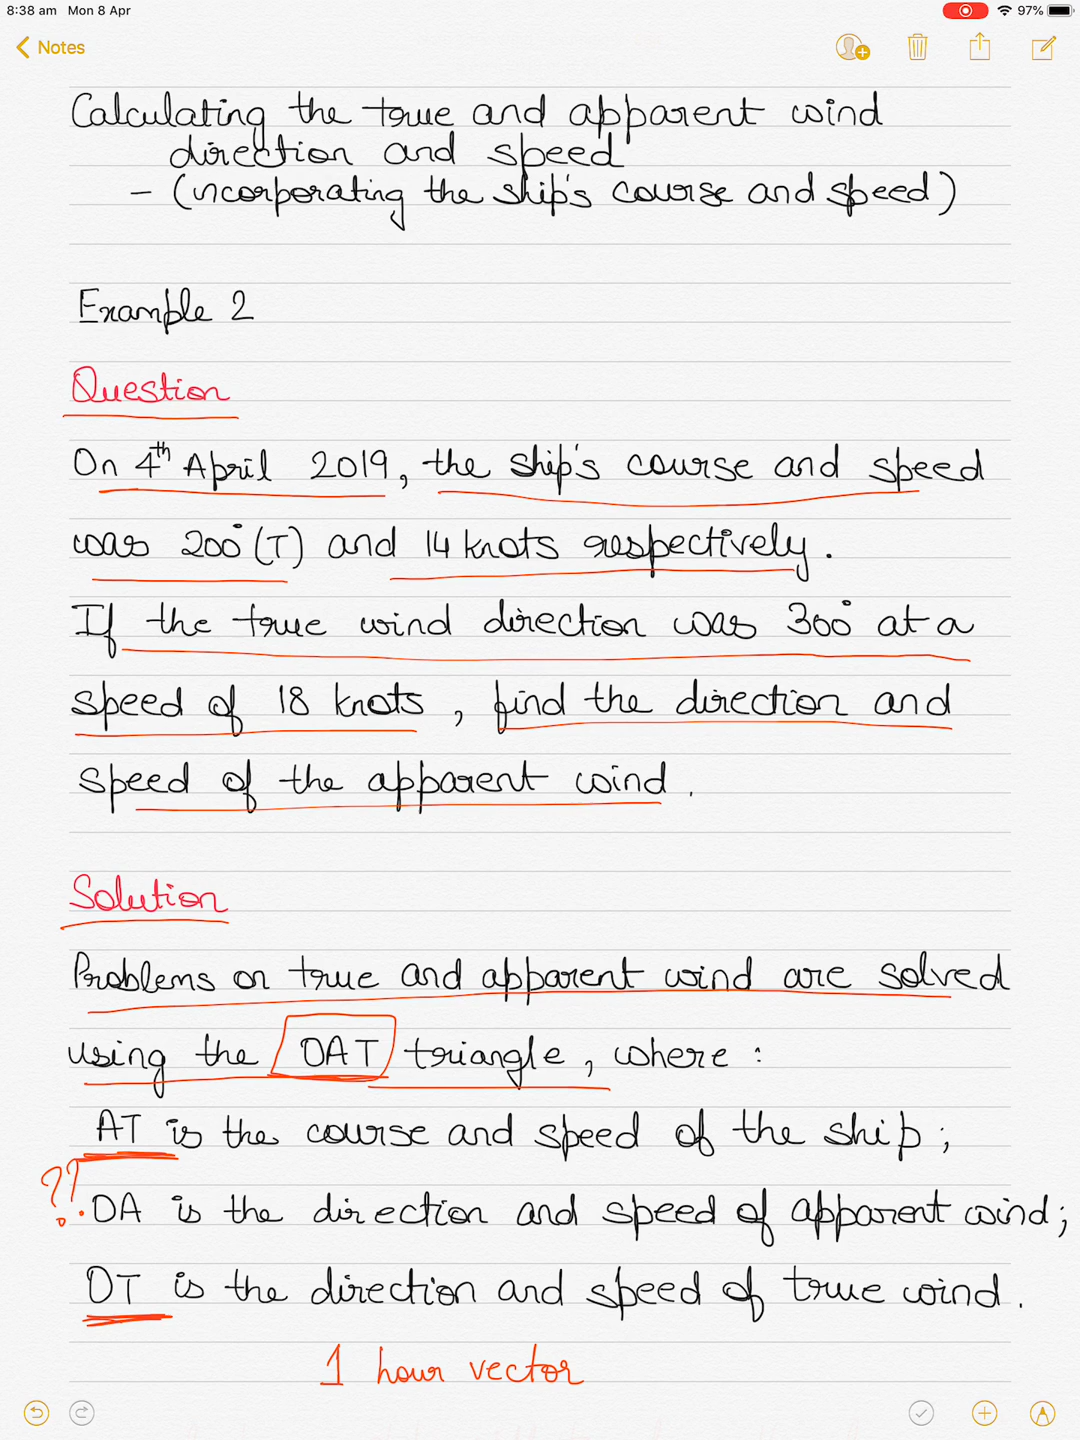 8:38 am Mon 8 Apr
97%
Notes
Calculating the true and apparent wind
direction and speed
- (incorporating the ship's course and speed)
Example 2
Question
On 4th April 2019, the ship's course and speed
was 200° (T) and 14 knots respectively.
If the true wind direction was 300° at a
speed of 18 knots, find the direction and
speed of the apparent wind.
Solution
Problems on true and apparent wind are solved
using the OAT triangle, where:
AT is the course and speed of the ship;
?? OA is the direction and speed of apparent wind;
OT is the direction and speed of true wind.
1 hour vector